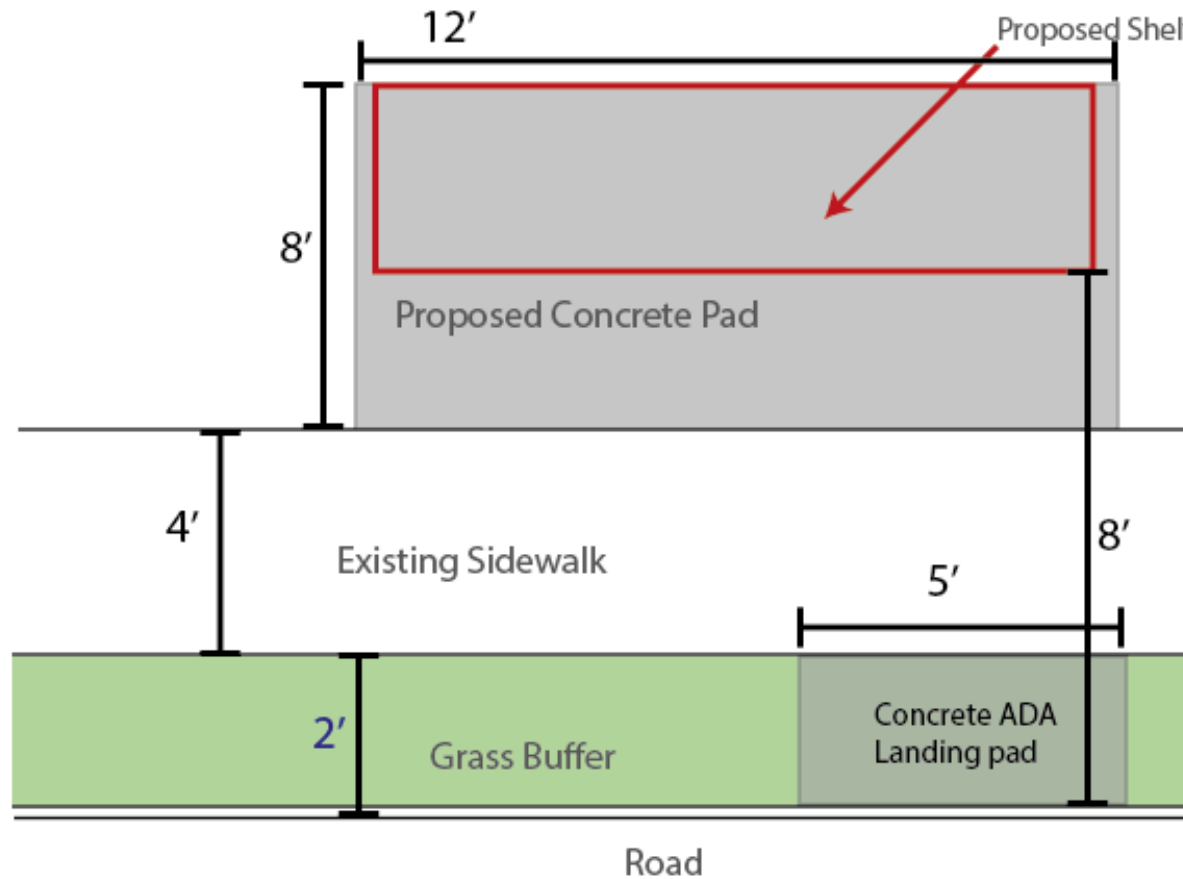 12′
Proposed Shel
8′
Proposed Concrete Pad
4′
8′
Existing Sidewalk
5′
2′
Concrete ADA
Landing pad
Grass Buffer
Road